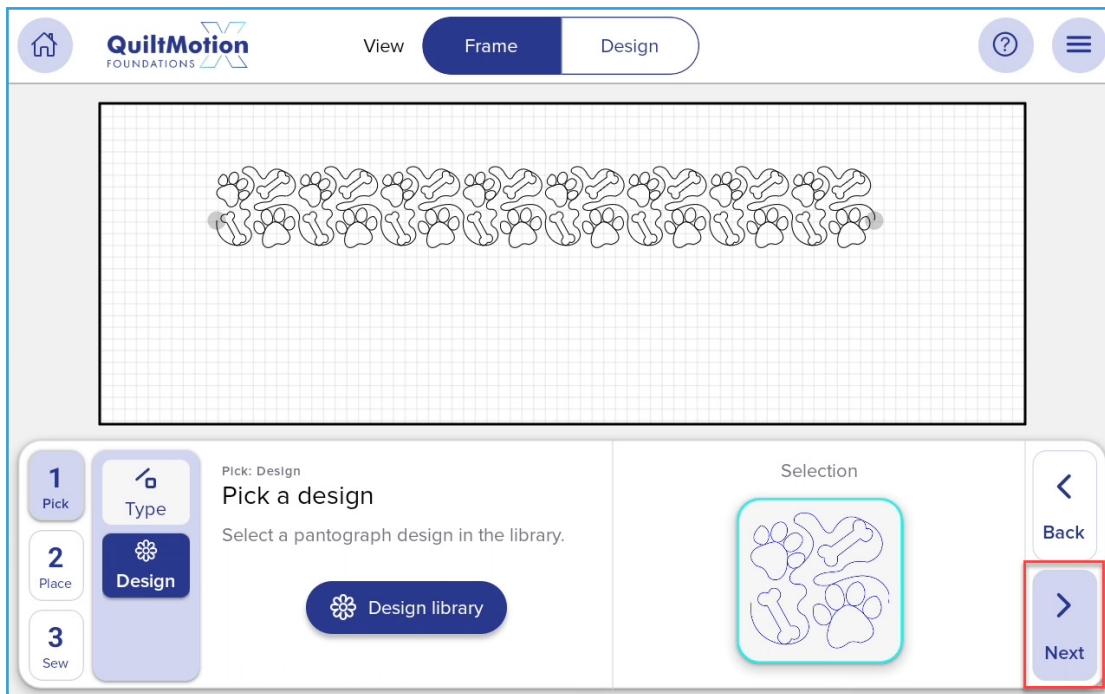 QuiltMotion X
FOUNDATIONS
View Frame Design
1
Pick
2
Place
3
Sew
Type
Design
Pick: Design
Pick a design
Select a pantograph design in the library.
Design library
Selection
Back
Next